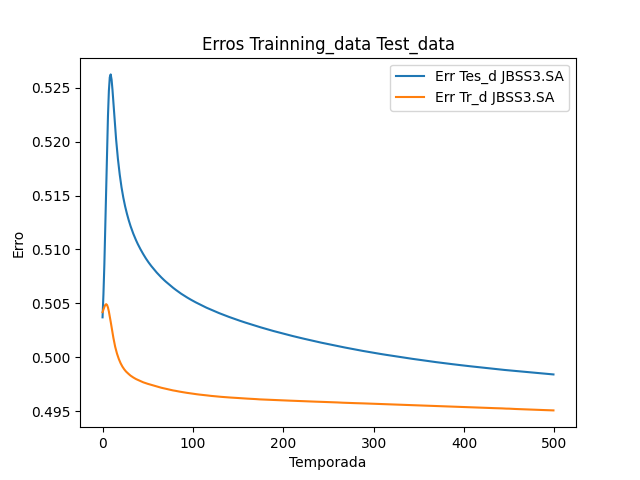 Erros Trainning_data Test_data
Err Tes_d JBSS3.SA
Err Tr_d JBSS3.SA
Erro
0.525
0.520
0.515
0.510
0.505
0.500
0.495
0 100 200 300 400 500
Temporada